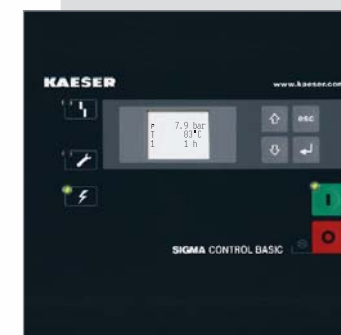 KAESER
www.kaeser.com
P 7.9 bar
T 83°C
1 1 h
esc
I
O
SIGMA CONTROL BASIC